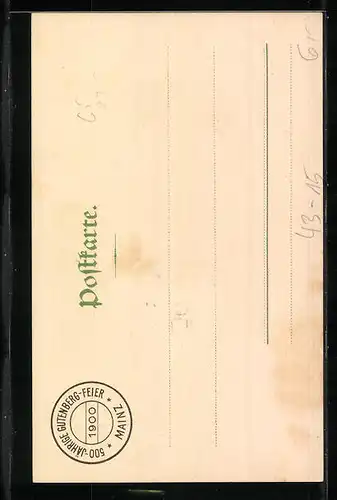 Postkarte.
500-JÄHRIGE GUTENBERG-FEIER
* MAINZ *
1900
43-15